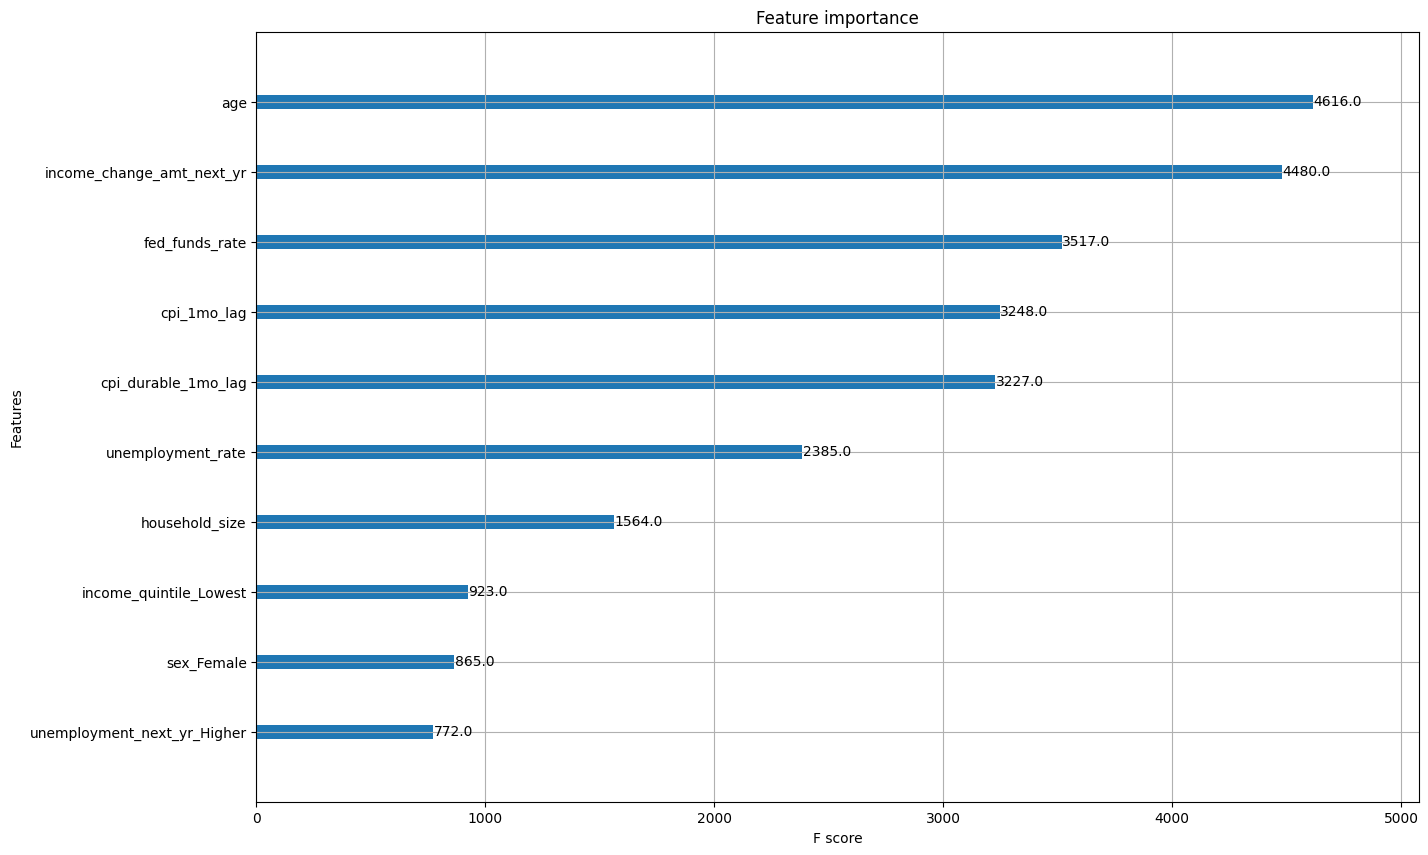 Feature importance
age
4616.0
income_change_amt_next_yr
4480.0
fed_funds_rate
3517.0
cpi_1mo_lag
3248.0
cpi_durable_1mo_lag
3227.0
unemployment_rate
2385.0
household_size
1564.0
income_quintile_Lowest
923.0
sex_Female
865.0
unemployment_next_yr_Higher
772.0
Features
0 1000 2000 3000 4000 5000
F score